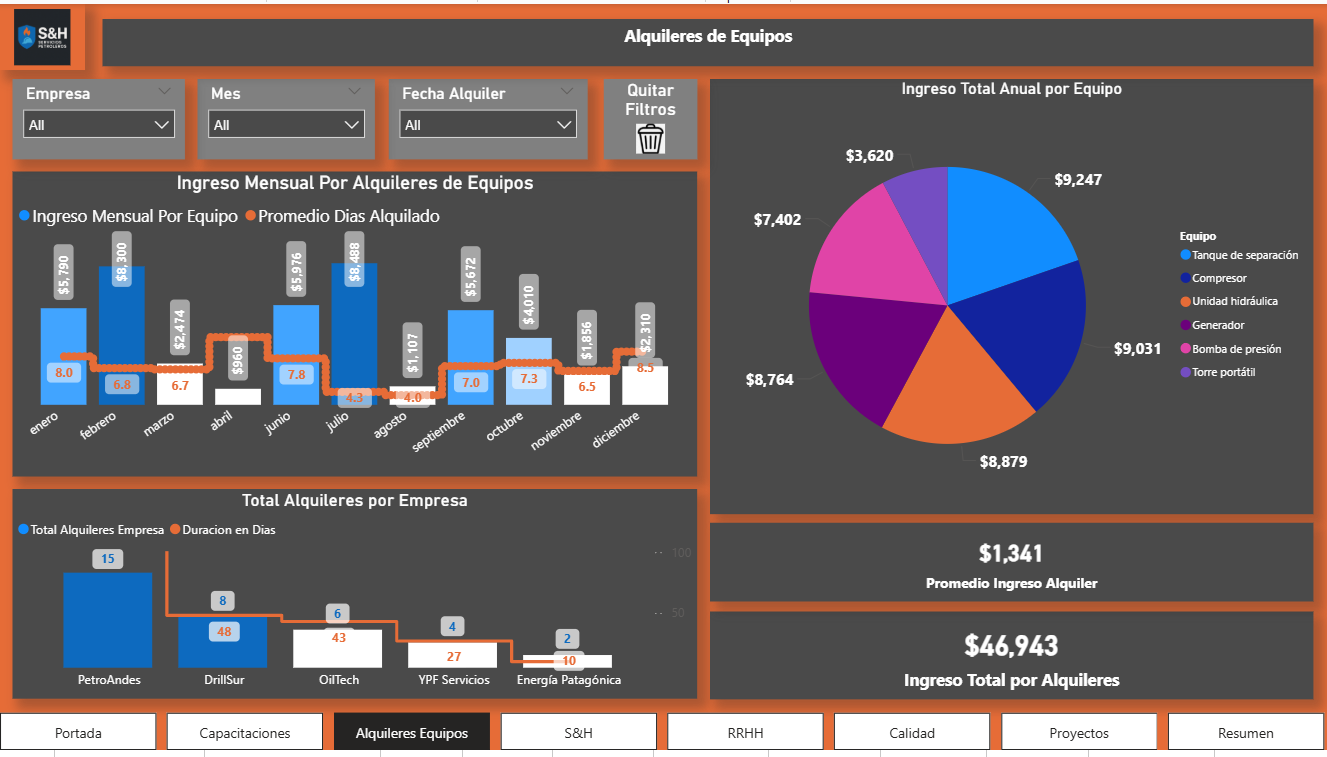 S&H
SERVICIOS
PETROLEROS
Alquileres de Equipos
Empresa
All
Mes
All
Fecha Alquiler
All
Quitar
Filtros
Ingreso Mensual Por Alquileres de Equipos
Ingreso Mensual Por Equipo
Promedio Dias Alquilado
$5,790
$8,300
$2,474
$960
$5,976
$8,488
$1,107
$5,672
$4,010
$1,856
$2,310
8.0
6.8
6.7
7.8
4.3
4.0
7.0
7.3
6.5
8.5
enero
febrero
marzo
abril
junio
julio
agosto
septiembre
octubre
noviembre
diciembre
Total Alquileres por Empresa
Total Alquileres Empresa
Duracion en Dias
100
50
15
8
6
4
2
48
43
27
10
PetroAndes
DrillSur
OilTech
YPF Servicios
Energía Patagónica
Ingreso Total Anual por Equipo
$9,247
$9,031
$8,879
$8,764
$7,402
$3,620
Equipo
Tanque de separación
Compresor
Unidad hidráulica
Generador
Bomba de presión
Torre portátil
$1,341
Promedio Ingreso Alquiler
$46,943
Ingreso Total por Alquileres
Portada
Capacitaciones
Alquileres Equipos
S&H
RRHH
Calidad
Proyectos
Resumen